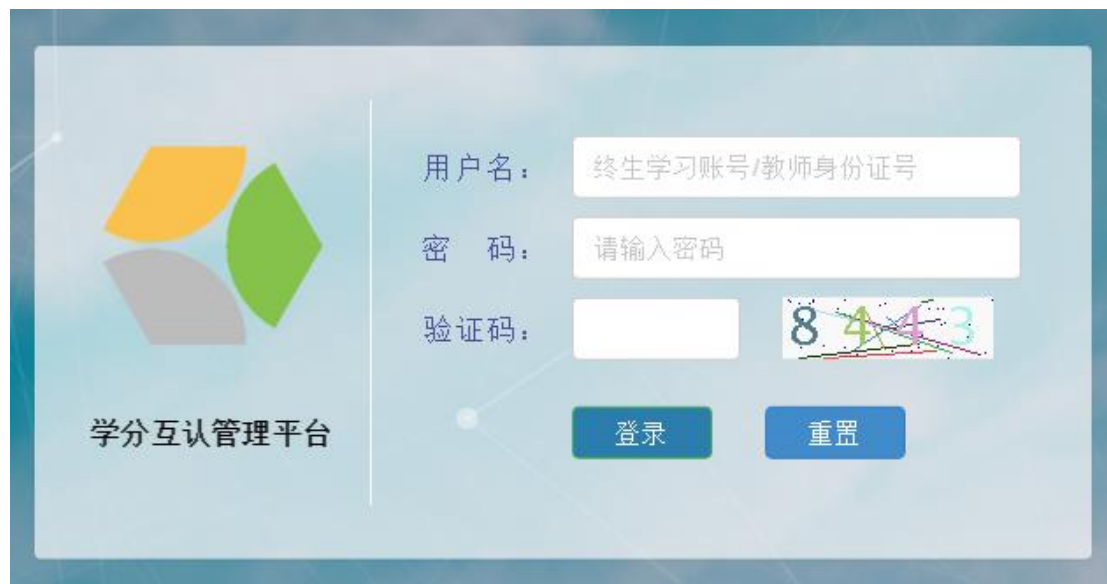 用户名：
终生学习账号/教师身份证号
密 码：
请输入密码
验证码：
8443
学分互认管理平台
登录
重置